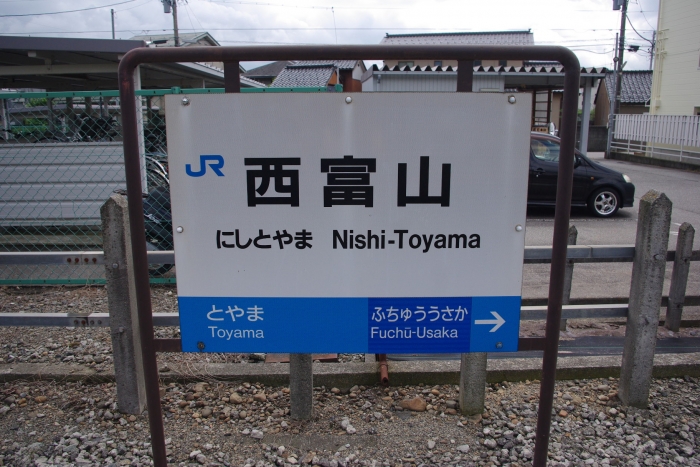 JR 西富山
にしとやま Nishi-Toyama
とやま ふちゅううさか →
Toyama Fuchū-Usaka